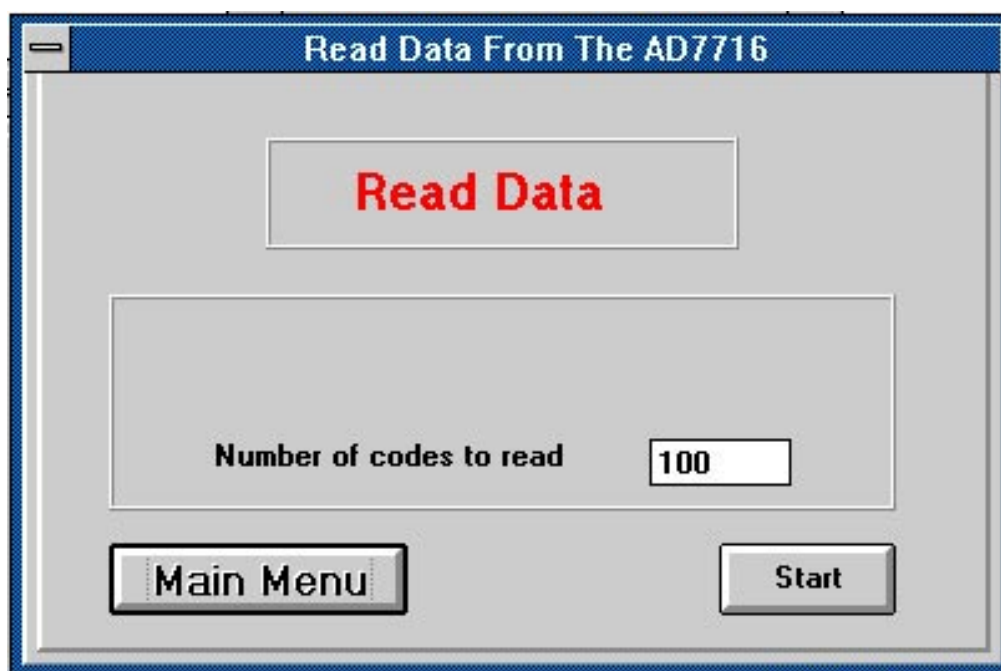 Read Data From The AD7716
Read Data
Number of codes to read 100
Main Menu Start